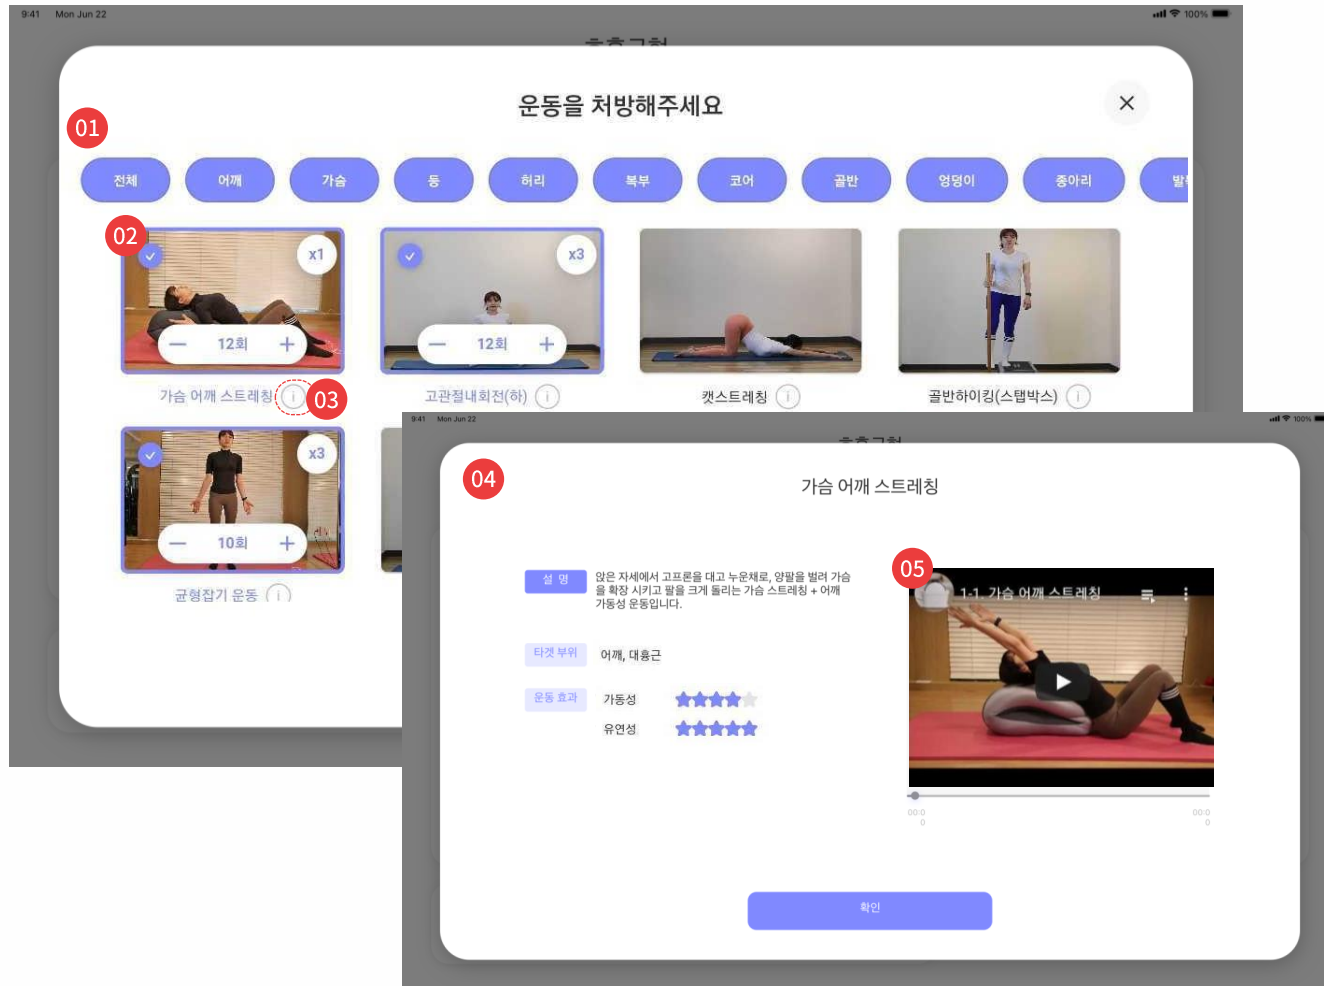 9:41 Mon Jun 22
100%
운동을 처방해주세요
01
전체 어깨 가슴 등 허리 복부 코어 골반 엉덩이 종아리
02
x1
x3
12회
12회
가슴 어깨 스트레칭 i
03
고관절내회전(하) i
캣스트레칭 i
골반하이킹(스탭박스) i
x3
10회
균형잡기 운동 i
9:41 Mon Jun 22
100%
04
가슴 어깨 스트레칭
설 명
앉은 자세에서 고프론을 대고 누운채로, 양팔을 벌려 가슴
을 확장 시키고 팔을 크게 돌리는 가슴 스트레칭 + 어깨
가동성 운동입니다.
타겟 부위
어깨, 대흉근
운동 효과
가동성
유연성
05
1-1. 가슴 어깨 스트레칭
00:0
0
00:0
0
확인